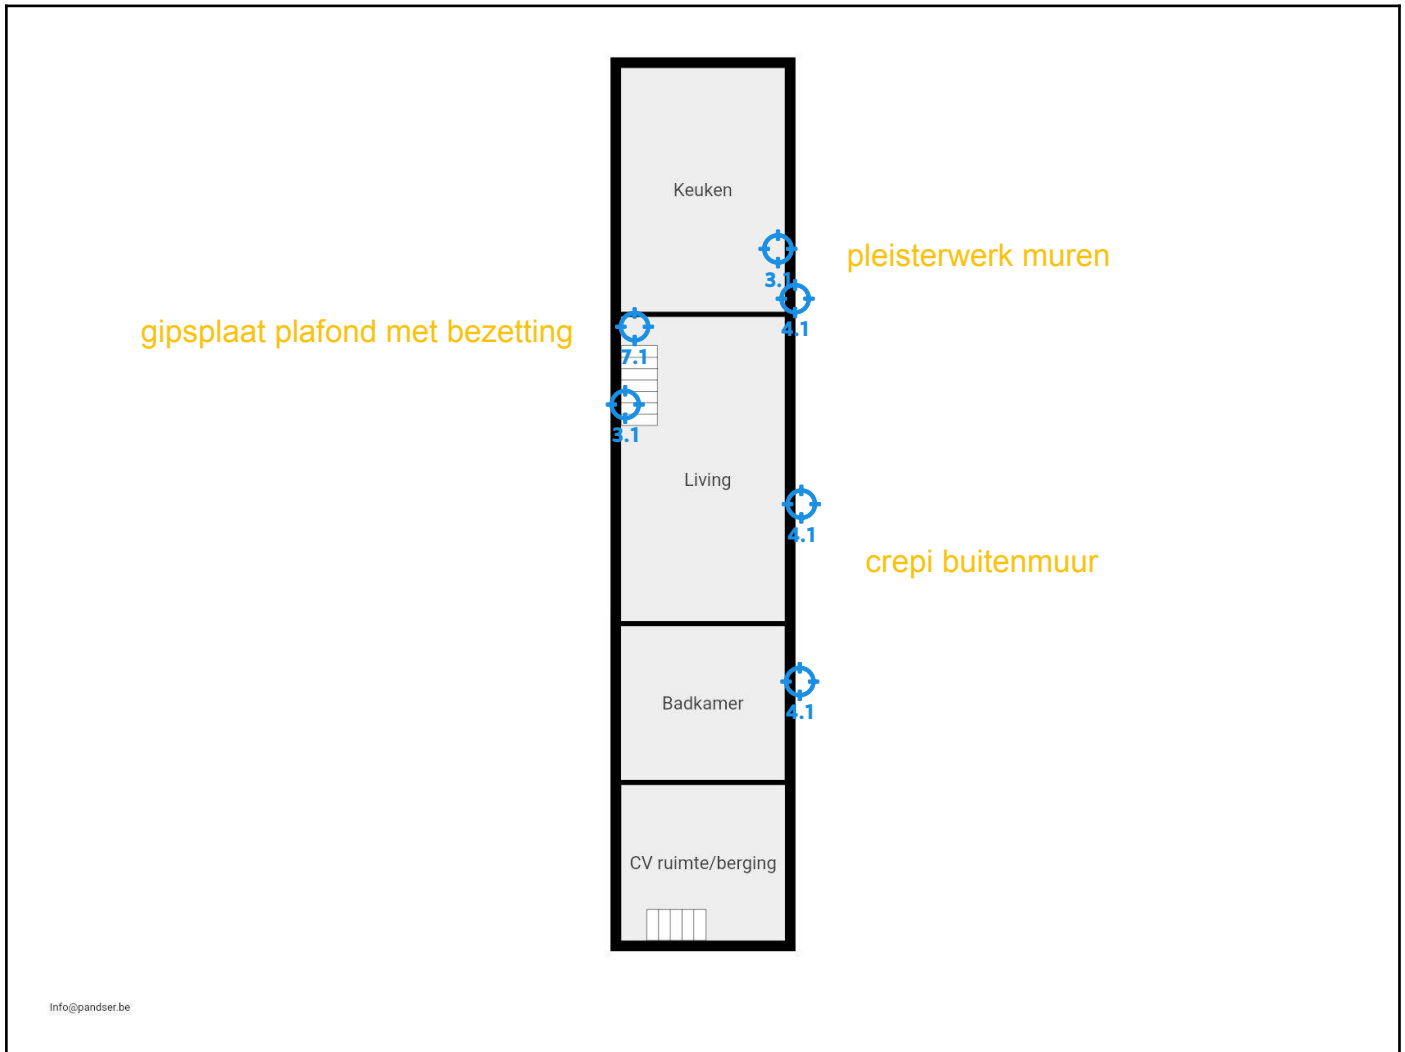 Keuken
pleisterwerk muren
3.1
4.1
gipsplaat plafond met bezetting
7.1
3.1
Living
4.1
crepi buitenmuur
Badkamer
4.1
CV ruimte/berging
Info@pandser.be